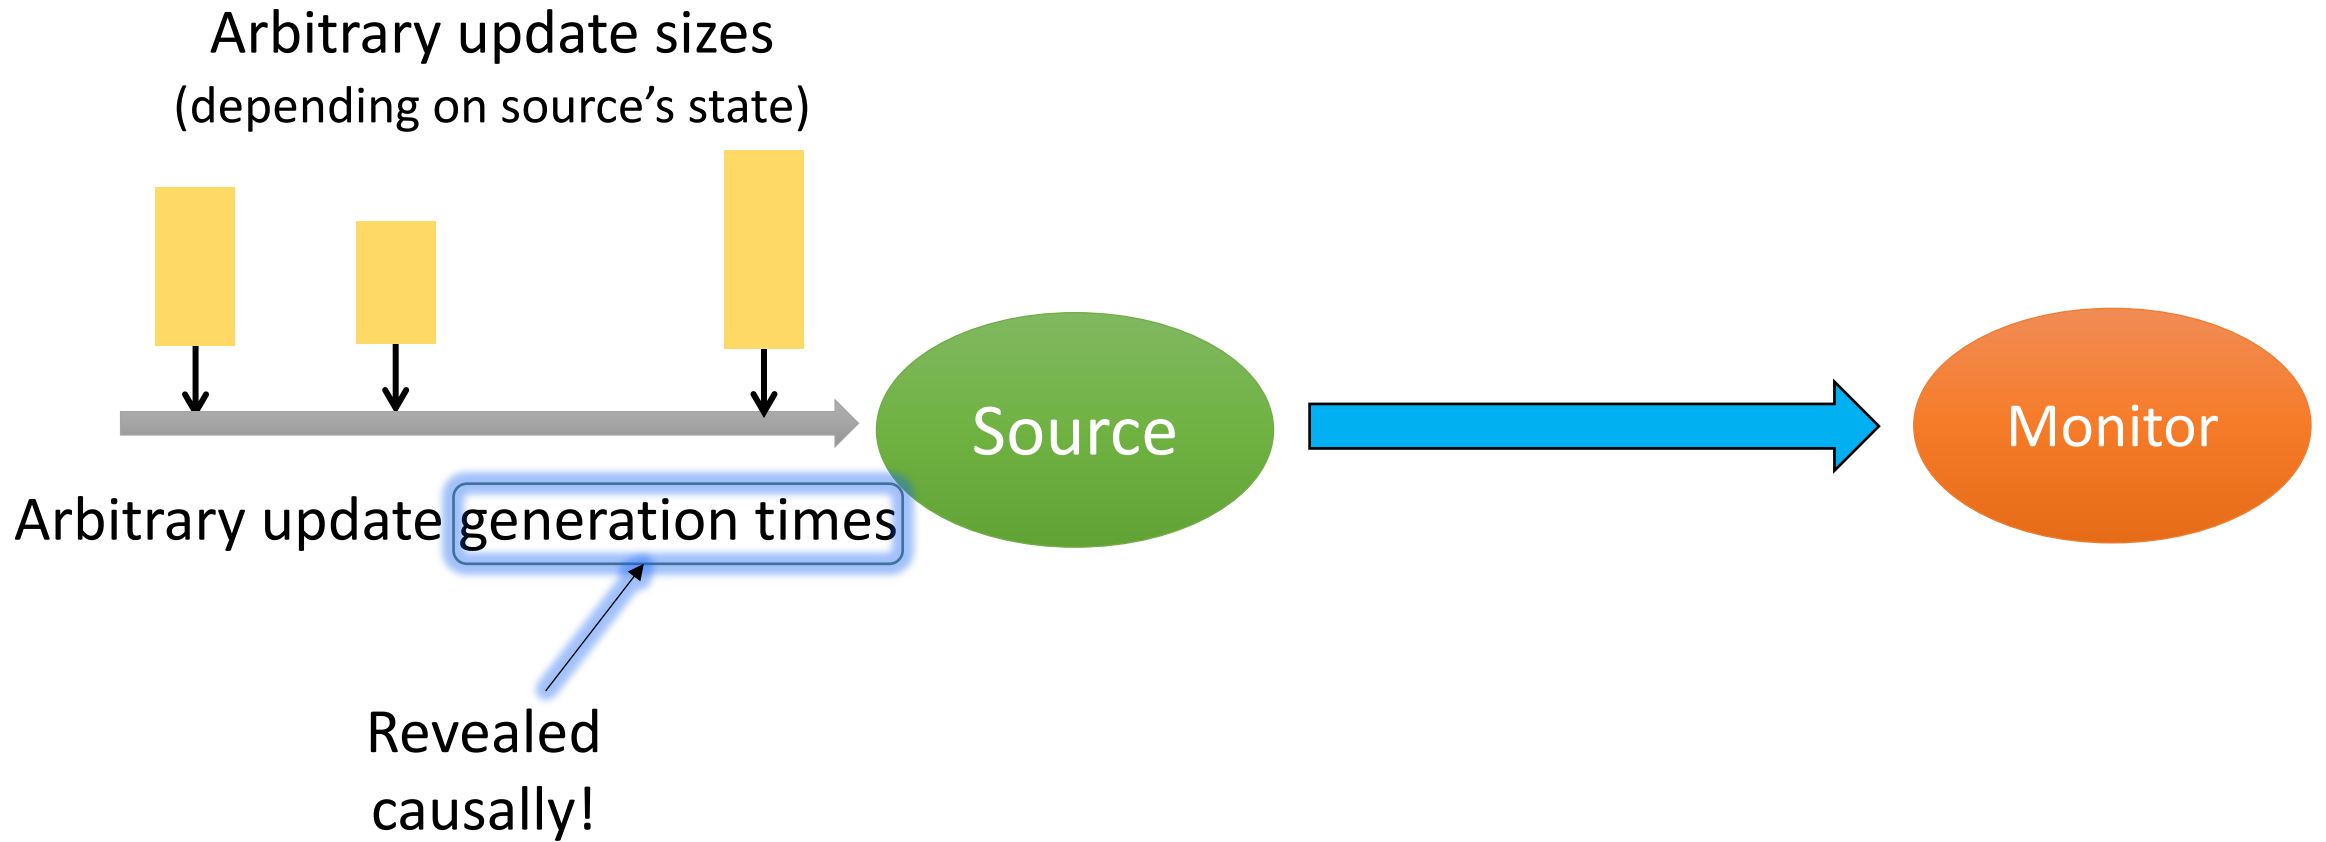 Arbitrary update sizes
(depending on source’s state)
Source
Monitor
Arbitrary update generation times
Revealed
causally!